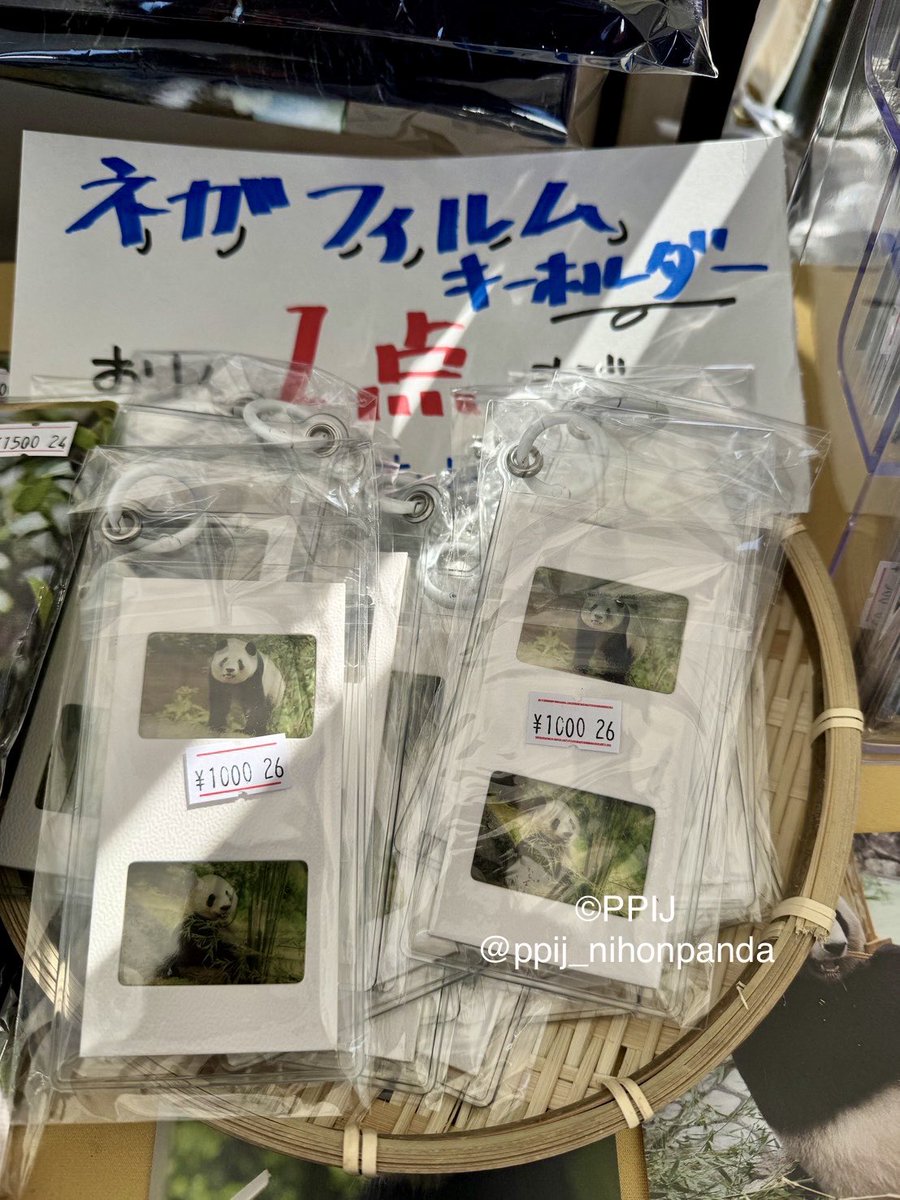 ネガフィルム
キーホルダー
1点
¥1500 24
¥1000 26
¥1000 26
©PPIJ
@ppij_nihonpanda